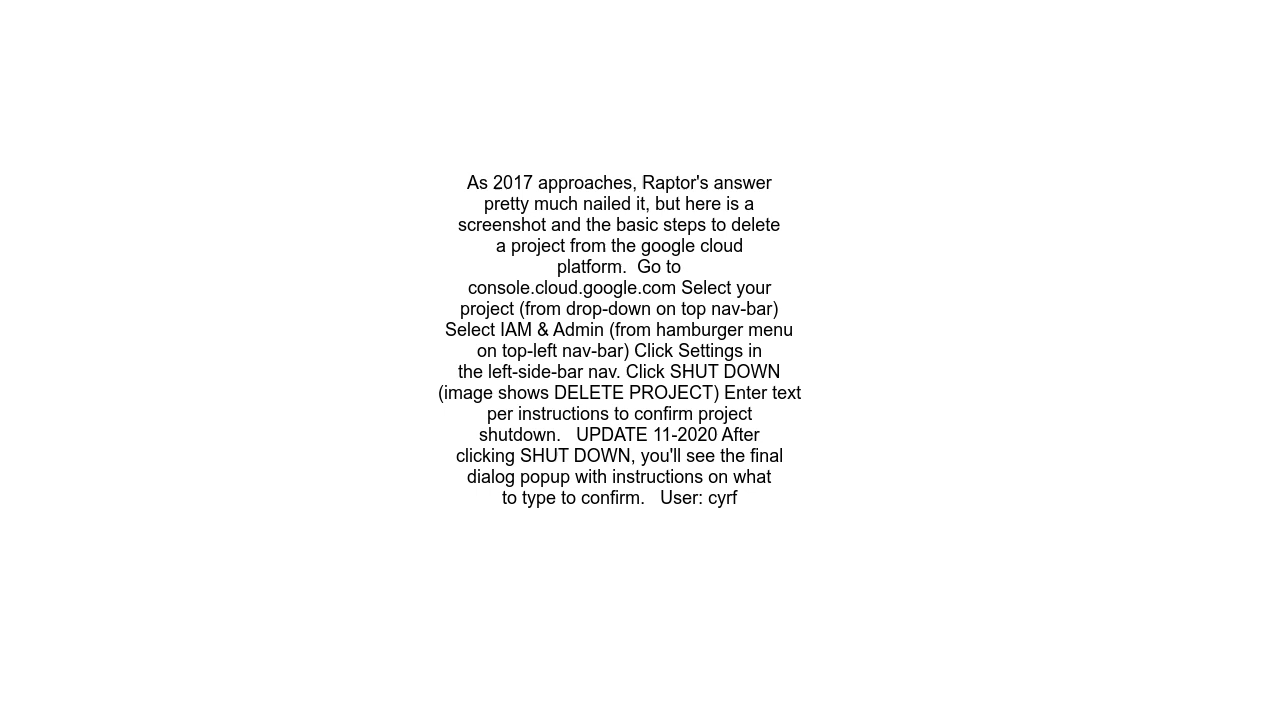 As 2017 approaches, Raptor's answer
pretty much nailed it, but here is a
screenshot and the basic steps to delete
a project from the google cloud
platform.  Go to
console.cloud.google.com Select your
project (from drop-down on top nav-bar)
Select IAM & Admin (from hamburger menu
on top-left nav-bar) Click Settings in
the left-side-bar nav. Click SHUT DOWN
(image shows DELETE PROJECT) Enter text
per instructions to confirm project
shutdown.   UPDATE 11-2020 After
clicking SHUT DOWN, you'll see the final
dialog popup with instructions on what
to type to confirm.   User: cyrf